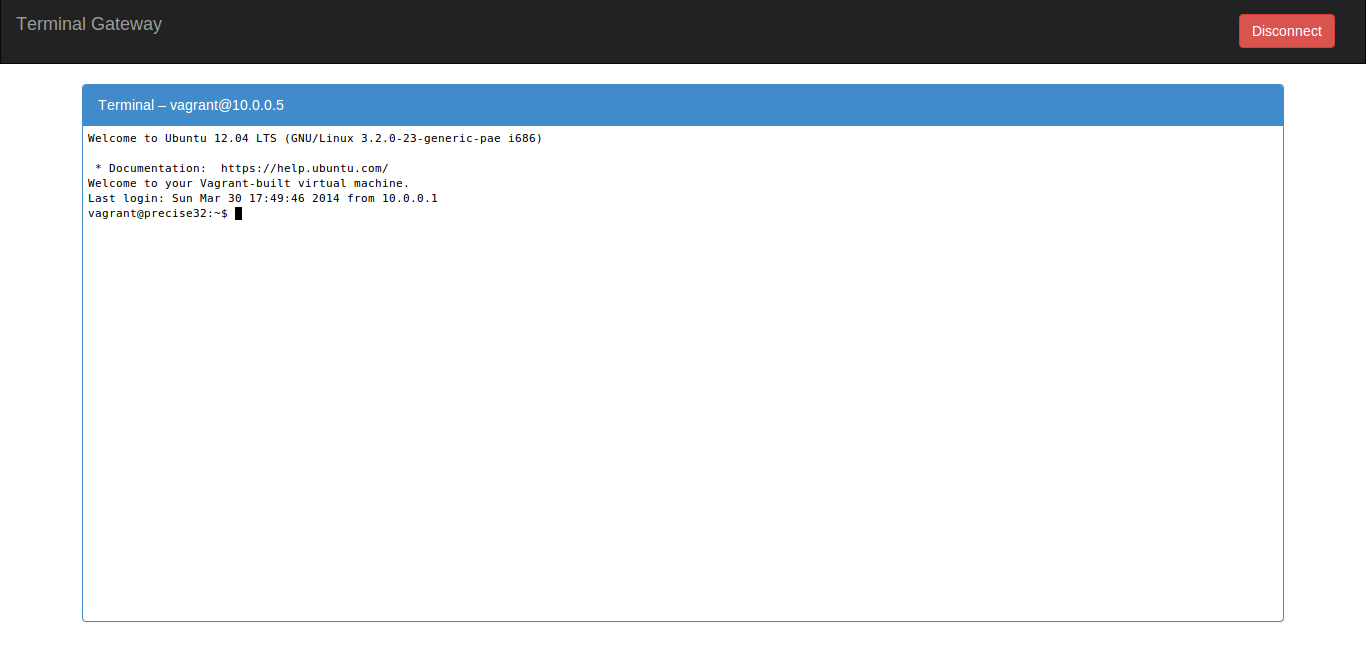 Terminal Gateway
Disconnect
Terminal – vagrant@10.0.0.5
Welcome to Ubuntu 12.04 LTS (GNU/Linux 3.2.0-23-generic-pae i686)
* Documentation:  https://help.ubuntu.com/
Welcome to your Vagrant-built virtual machine.
Last login: Sun Mar 30 17:49:46 2014 from 10.0.0.1
vagrant@precise32:~$